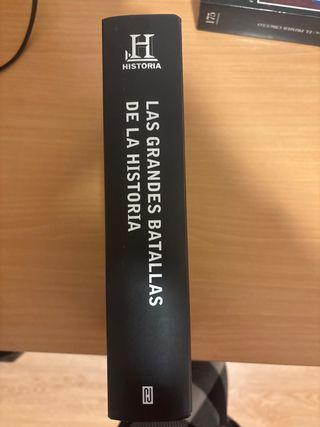 H
HISTORIA
LAS GRANDES BATALLAS
DE LA HISTORIA